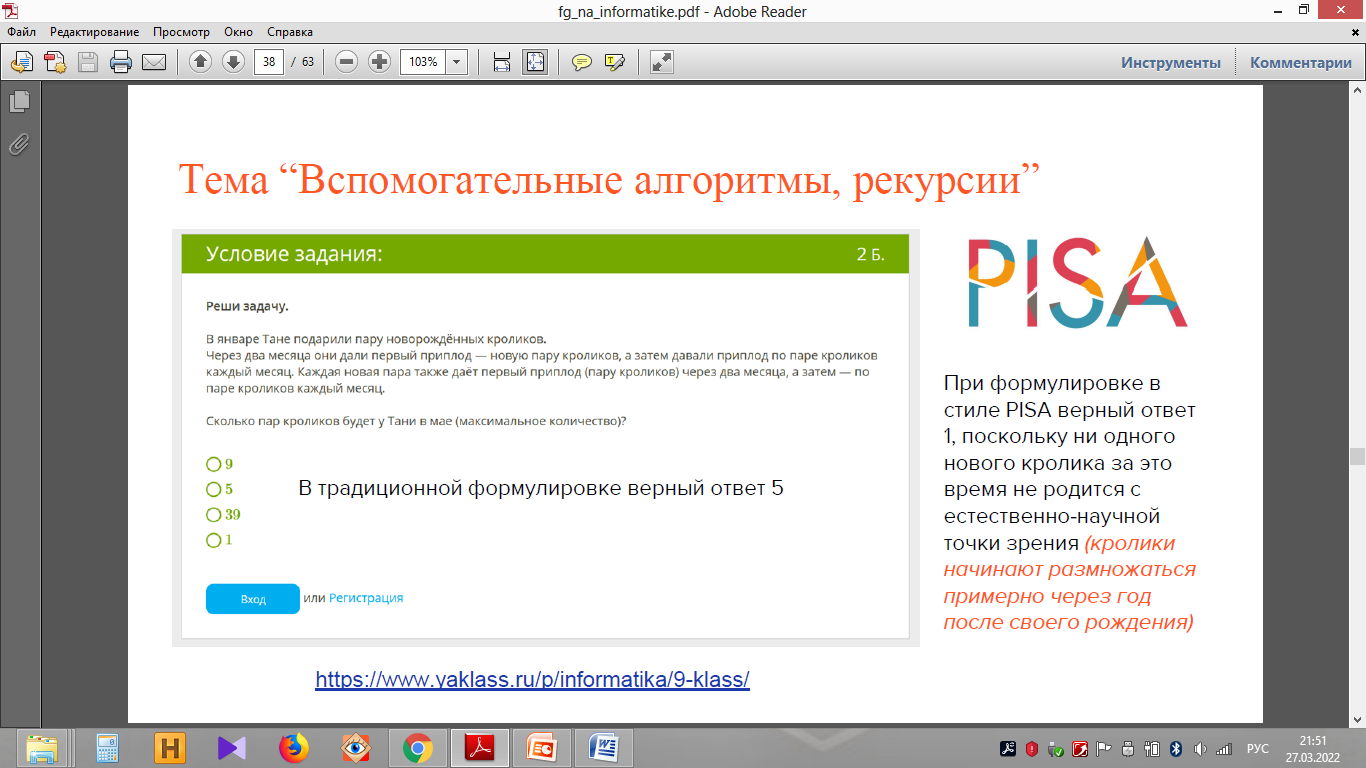 fg_na_informatike.pdf - Adobe Reader
Файл Редактирование Просмотр Окно Справка
38 / 63 103% Инструменты Комментарии
Тема “Вспомогательные алгоритмы, рекурсии”
Условие задания: 2 Б.
Реши задачу.
В январе Тане подарили пару новорождённых кроликов.
Через два месяца они дали первый приплод — новую пару кроликов, а затем давали приплод по паре кроликов
каждый месяц. Каждая новая пара также даёт первый приплод (пару кроликов) через два месяца, а затем — по
паре кроликов каждый месяц.
Сколько пар кроликов будет у Тани в мае (максимальное количество)?
9
5
39
1
В традиционной формулировке верный ответ 5
Вход или Регистрация
PISA
При формулировке в
стиле PISA верный ответ
1, поскольку ни одного
нового кролика за это
время не родится с
естественно-научной
точки зрения (кролики
начинают размножаться
примерно через год
после своего рождения)
https://www.yaklass.ru/p/informatika/9-klass/
РУС
21:51
27.03.2022